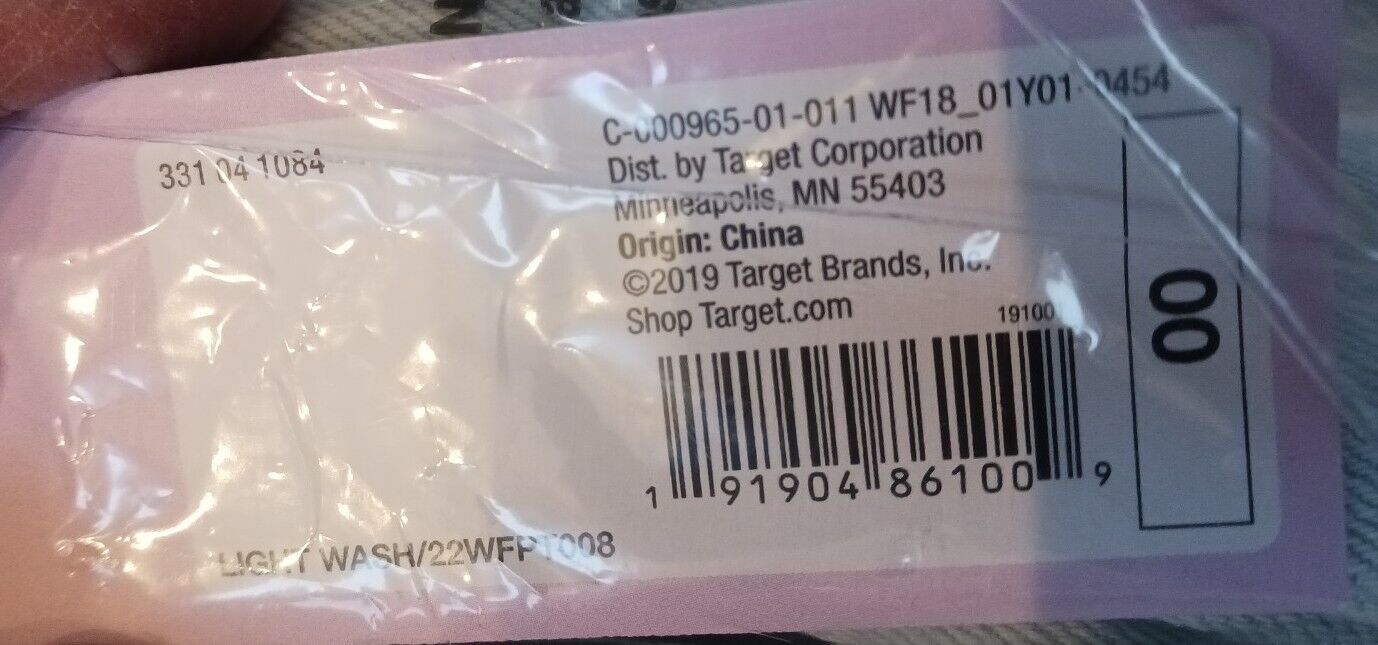 331 04 1084
C-000965-01-011 WF18_01Y01-0454
Dist. by Target Corporation
Minneapolis, MN 55403
Origin: China
©2019 Target Brands, Inc.
Shop Target.com
19100
1 91904 86100 9
00
LIGHT WASH/22WFPT008